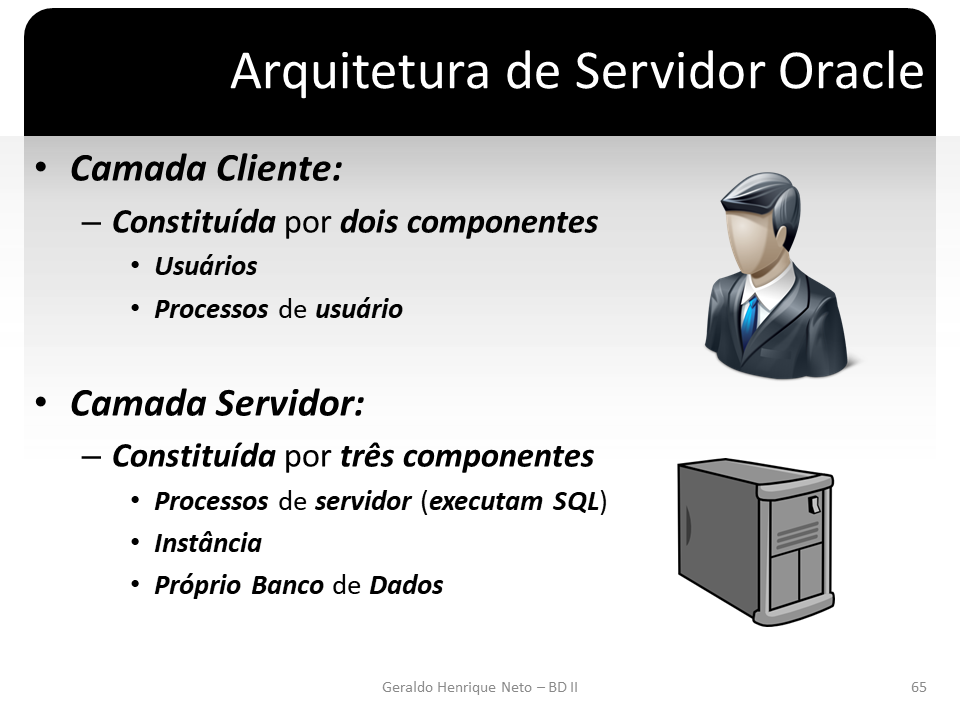 Arquitetura de Servidor Oracle
• Camada Cliente:
– Constituída por dois componentes
• Usuários
• Processos de usuário
• Camada Servidor:
– Constituída por três componentes
• Processos de servidor (executam SQL)
• Instância
• Próprio Banco de Dados
Geraldo Henrique Neto – BD II
65